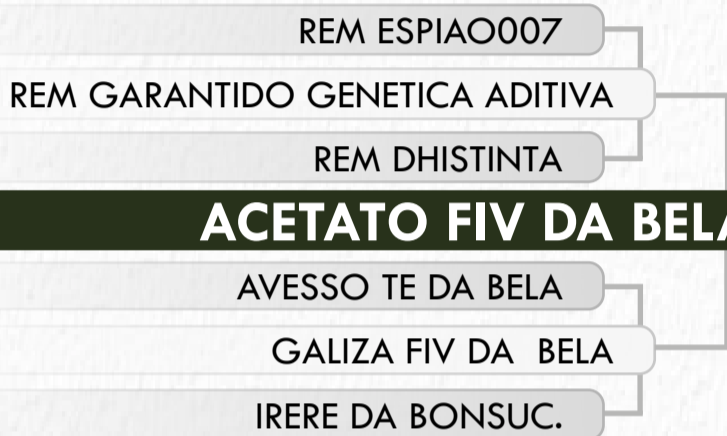 REM ESPIAO007
REM GARANTIDO GENETICA ADITIVA
REM DHISTINTA
ACETATO FIV DA BELA
AVESSO TE DA BELA
GALIZA FIV DA BELA
IRERE DA BONSUC.